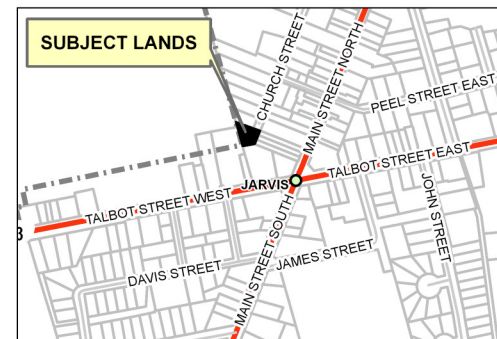 SUBJECT LANDS
CHURCH STREET
MAIN STREET NORTH
PEEL STREET EAST
JARVIS
TALBOT STREET EAST
TALBOT STREET WEST
3
MAIN STREET SOUTH
JOHN STREET
JAMES STREET
DAVIS STREET